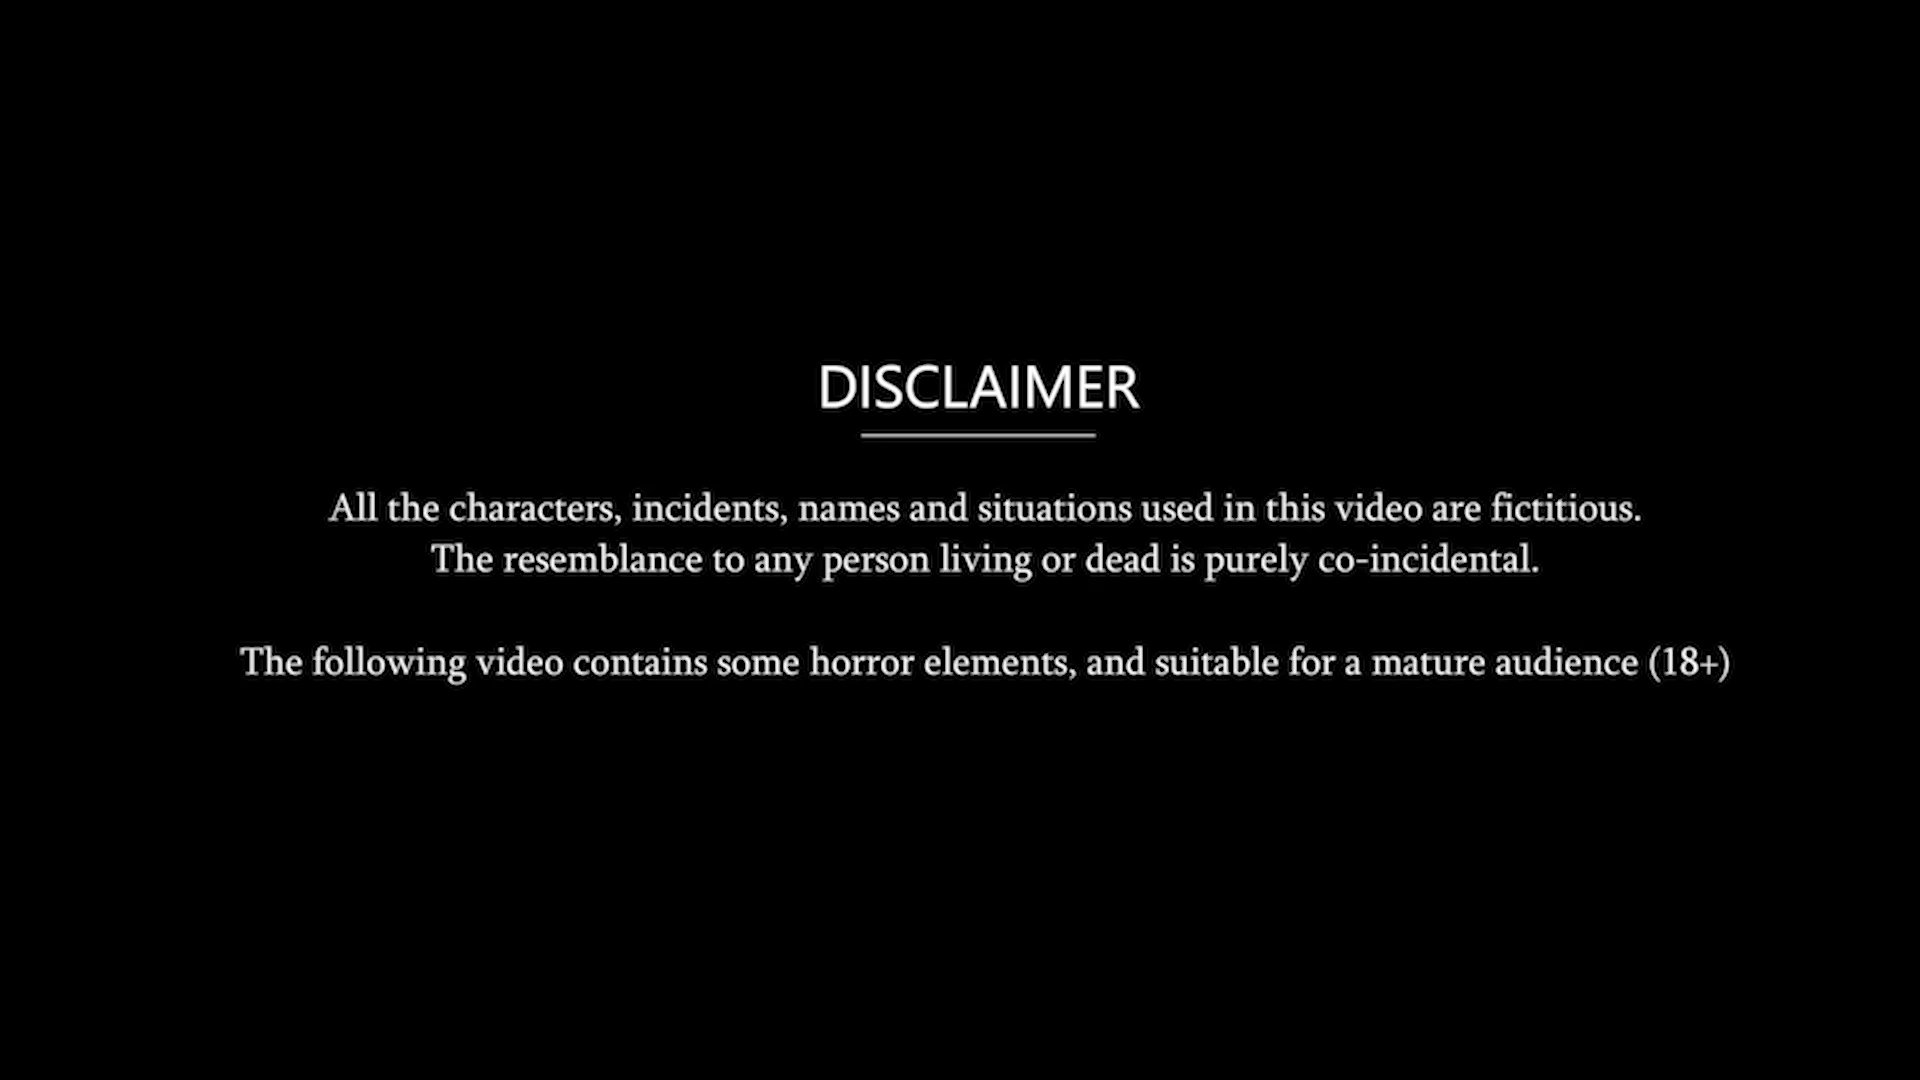 DISCLAIMER
All the characters, incidents, names and situations used in this video are fictitious.
The resemblance to any person living or dead is purely co-incidental.
The following video contains some horror elements, and suitable for a mature audience (18+)